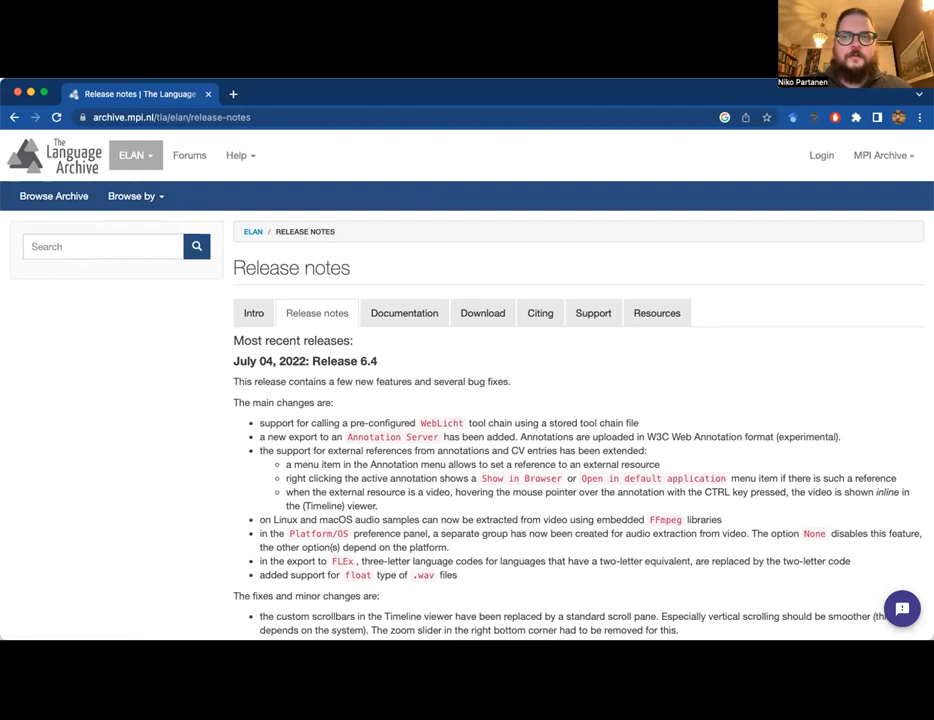 Niko Partanen
Release notes | The Language
archive.mpi.nl/tla/elan/release-notes
The
Language
Archive
ELAN
Forums
Help
Login
MPI Archive »
Browse Archive
Browse by
Search
ELAN / RELEASE NOTES
Release notes
Intro
Release notes
Documentation
Download
Citing
Support
Resources
Most recent releases:
July 04, 2022: Release 6.4
This release contains a few new features and several bug fixes.
The main changes are:
support for calling a pre-configured WebLicht tool chain using a stored tool chain file
a new export to an Annotation Server has been added. Annotations are uploaded in W3C Web Annotation format (experimental).
the support for external references from annotations and CV entries has been extended:
a menu item in the Annotation menu allows to set a reference to an external resource
right clicking the active annotation shows a Show in Browser or Open in default application menu item if there is such a reference
when the external resource is a video, hovering the mouse pointer over the annotation with the CTRL key pressed, the video is shown inline in
the (Timeline) viewer.
on Linux and macOS audio samples can now be extracted from video using embedded FFmpeg libraries
in the Platform/OS preference panel, a separate group has now been created for audio extraction from video. The option None disables this feature,
the other option(s) depend on the platform.
in the export to FLEx, three-letter language codes for languages that have a two-letter equivalent, are replaced by the two-letter code
added support for float type of .wav files
The fixes and minor changes are:
the custom scrollbars in the Timeline viewer have been replaced by a standard scroll pane. Especially vertical scrolling should be smoother
depends on the system). The zoom slider in the right bottom corner had to be removed for this.